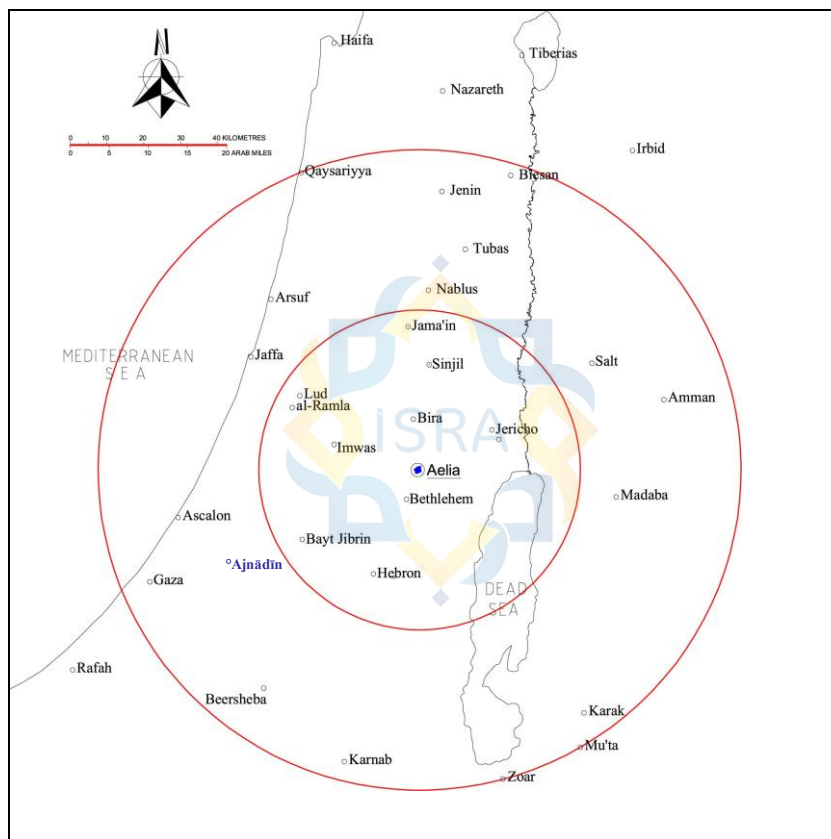 N
Haifa
Tiberias
Nazareth
0 10 20 30 40 KILOMETRES
0 5 10 15 20 ARAB MILES
Irbid
Qaysariyya
Biesan
Jenin
Tubas
Nablus
Arsuf
Jama'in
MEDITERRANEAN
SEA
Jaffa
Sinjil
Salt
Lud
al-Ramla
Amman
Bira
iSRA
Jericho
Imwas
Aelia
Bethlehem
Madaba
Ascalon
Bayt Jibrin
°Ajnādīn
Hebron
Gaza
DEAD
SEA
Rafah
Beersheba
Karak
Mu'ta
Karnab
Zoar